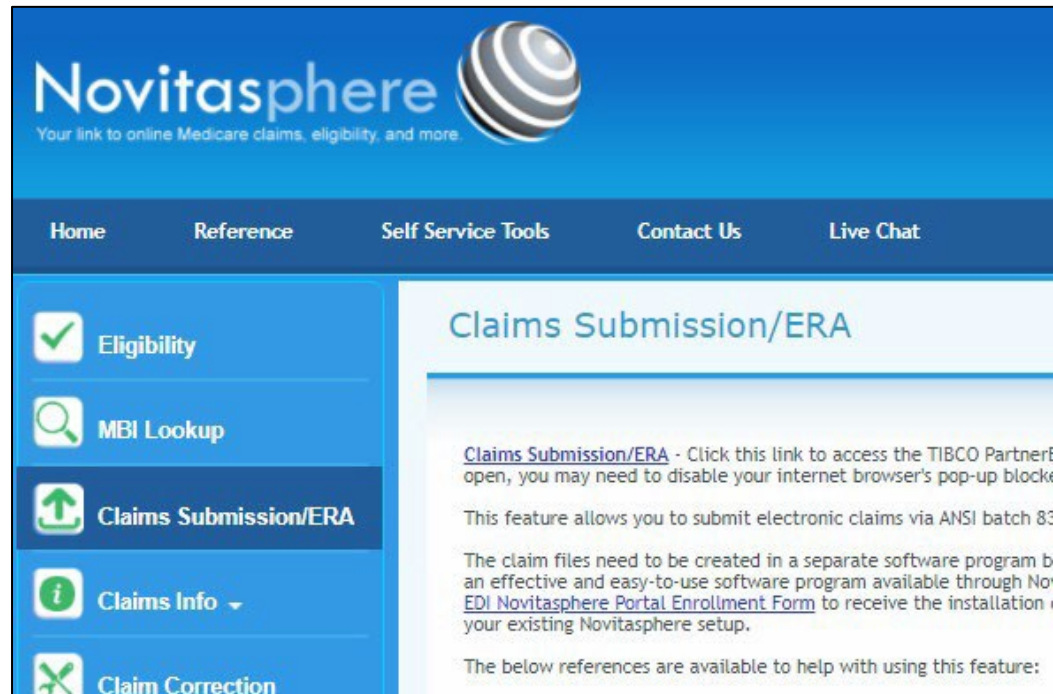 Novitasphere
Your link to online Medicare claims, eligibility, and more.
Home Reference Self Service Tools Contact Us Live Chat
Eligibility
MBI Lookup
Claims Submission/ERA
Claims Info
Claim Correction
Claims Submission/ERA
Claims Submission/ERA - Click this link to access the TIBCO Partner
open, you may need to disable your internet browser's pop-up blocke
This feature allows you to submit electronic claims via ANSI batch 83
The claim files need to be created in a separate software program b
an effective and easy-to-use software program available through Nov
EDI Novitasphere Portal Enrollment Form to receive the installation
your existing Novitasphere setup.
The below references are available to help with using this feature: